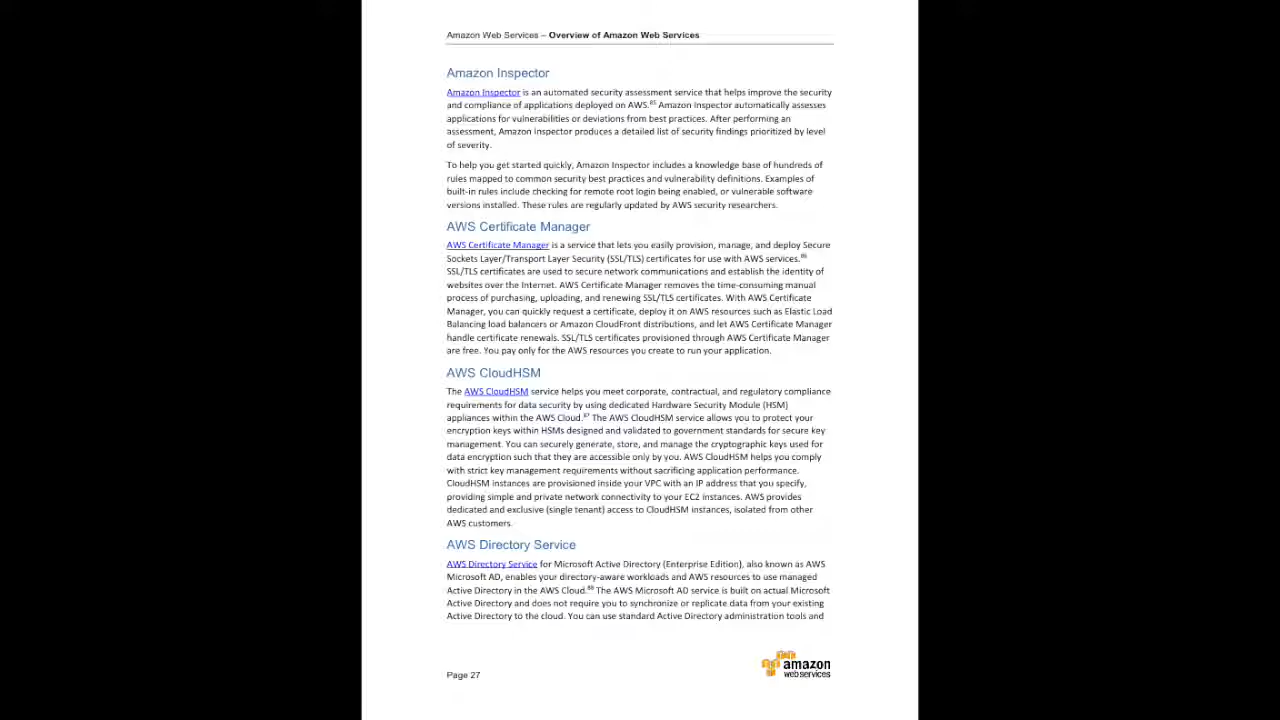 Amazon Web Services – Overview of Amazon Web Services
Amazon Inspector
Amazon Inspector is an automated security assessment service that helps improve the security
and compliance of applications deployed on AWS.85 Amazon Inspector automatically assesses
applications for vulnerabilities or deviations from best practices. After performing an
assessment, Amazon Inspector produces a detailed list of security findings prioritized by level
of severity.
To help you get started quickly, Amazon Inspector includes a knowledge base of hundreds of
rules mapped to common security best practices and vulnerability definitions. Examples of
built-in rules include checking for remote root login being enabled, or vulnerable software
versions installed. These rules are regularly updated by AWS security researchers.
AWS Certificate Manager
AWS Certificate Manager is a service that lets you easily provision, manage, and deploy Secure
Sockets Layer/Transport Layer Security (SSL/TLS) certificates for use with AWS services.86
SSL/TLS certificates are used to secure network communications and establish the identity of
websites over the Internet. AWS Certificate Manager removes the time-consuming manual
process of purchasing, uploading, and renewing SSL/TLS certificates. With AWS Certificate
Manager, you can quickly request a certificate, deploy it on AWS resources such as Elastic Load
Balancing load balancers or Amazon CloudFront distributions, and let AWS Certificate Manager
handle certificate renewals. SSL/TLS certificates provisioned through AWS Certificate Manager
are free. You pay only for the AWS resources you create to run your application.
AWS CloudHSM
The AWS CloudHSM service helps you meet corporate, contractual, and regulatory compliance
requirements for data security by using dedicated Hardware Security Module (HSM)
appliances within the AWS Cloud.87 The AWS CloudHSM service allows you to protect your
encryption keys within HSMs designed and validated to government standards for secure key
management. You can securely generate, store, and manage the cryptographic keys used for
data encryption such that they are accessible only by you. AWS CloudHSM helps you comply
with strict key management requirements without sacrificing application performance.
CloudHSM instances are provisioned inside your VPC with an IP address that you specify,
providing simple and private network connectivity to your EC2 instances. AWS provides
dedicated and exclusive (single tenant) access to CloudHSM instances, isolated from other
AWS customers.
AWS Directory Service
AWS Directory Service for Microsoft Active Directory (Enterprise Edition), also known as AWS
Microsoft AD, enables your directory-aware workloads and AWS resources to use managed
Active Directory in the AWS Cloud.88 The AWS Microsoft AD service is built on actual Microsoft
Active Directory and does not require you to synchronize or replicate data from your existing
Active Directory to the cloud. You can use standard Active Directory administration tools and
Page 27
amazon
web services